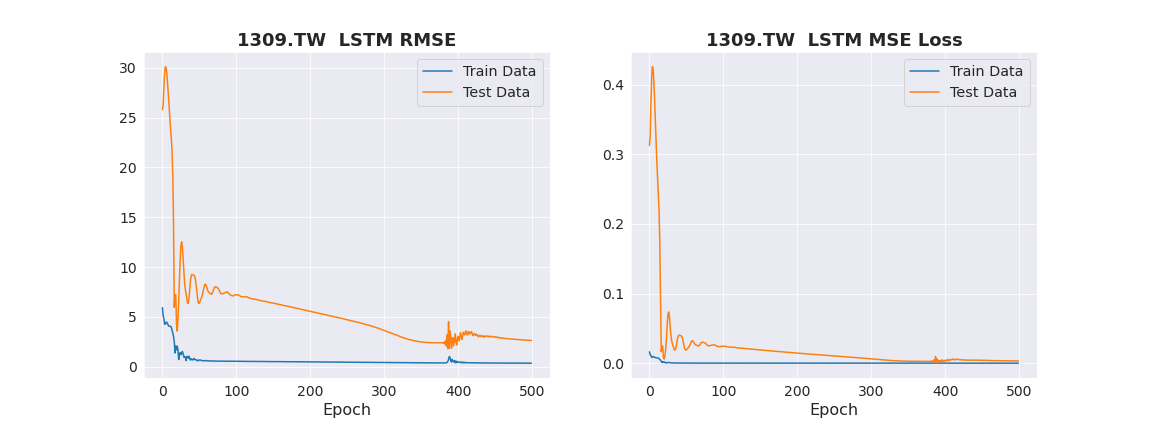 1309.TW  LSTM RMSE
Train Data
Test Data
30
25
20
15
10
5
0
0 100 200 300 400 500
Epoch
1309.TW  LSTM MSE Loss
Train Data
Test Data
0.4
0.3
0.2
0.1
0.0
0 100 200 300 400 500
Epoch